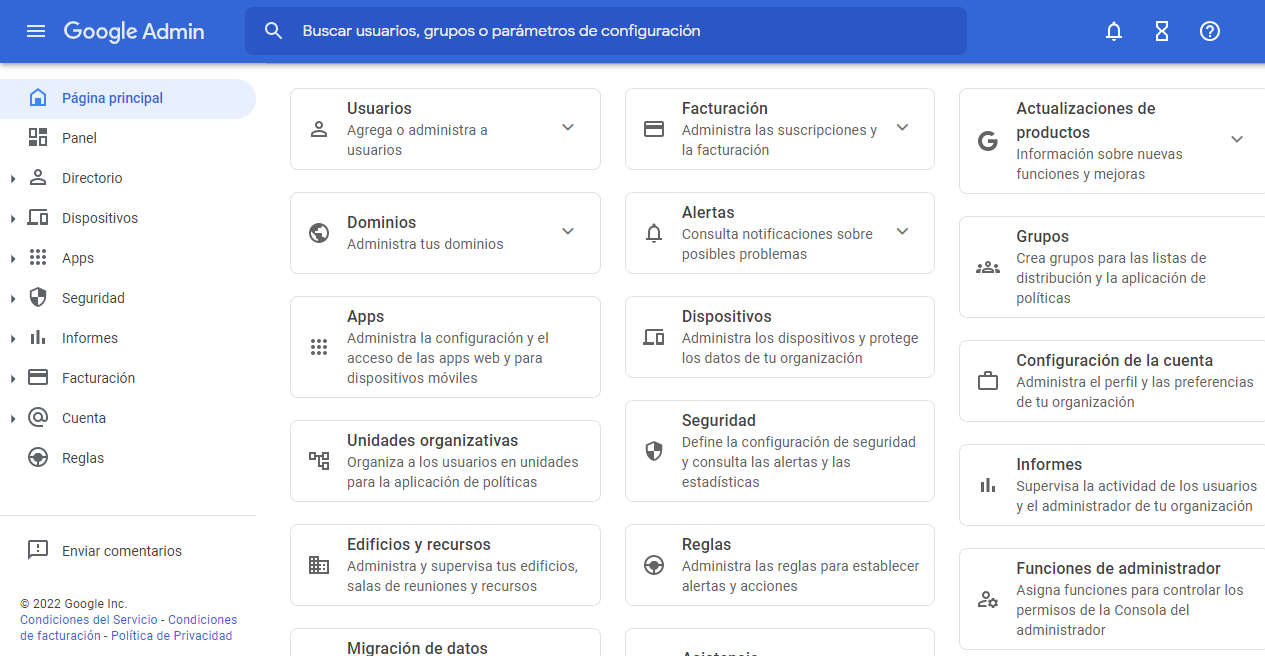 Google Admin
Buscar usuarios, grupos o parámetros de configuración
Página principal
Panel
Directorio
Dispositivos
Apps
Seguridad
Informes
Facturación
Cuenta
Reglas
Enviar comentarios
© 2022 Google Inc.
Condiciones del Servicio - Condiciones
de facturación - Política de Privacidad
Usuarios
Agrega o administra a
usuarios
Dominios
Administra tus dominios
Apps
Administra la configuración y el
acceso de las apps web y para
dispositivos móviles
Unidades organizativas
Organiza a los usuarios en unidades
para la aplicación de políticas
Edificios y recursos
Administra y supervisa tus edificios,
salas de reuniones y recursos
Migración de datos
Facturación
Administra las suscripciones y
la facturación
Alertas
Consulta notificaciones sobre
posibles problemas
Dispositivos
Administra los dispositivos y protege
los datos de tu organización
Seguridad
Define la configuración de seguridad
y consulta las alertas y las
estadísticas
Reglas
Administra las reglas para establecer
alertas y acciones
Actualizaciones de
productos
Información sobre nuevas
funciones y mejoras
Grupos
Crea grupos para las listas de
distribución y la aplicación de
políticas
Configuración de la cuenta
Administra el perfil y las preferencias
de tu organización
Informes
Supervisa la actividad de los usuarios
y el administrador de tu organización
Funciones de administrador
Asigna funciones para controlar los
permisos de la Consola del
administrador